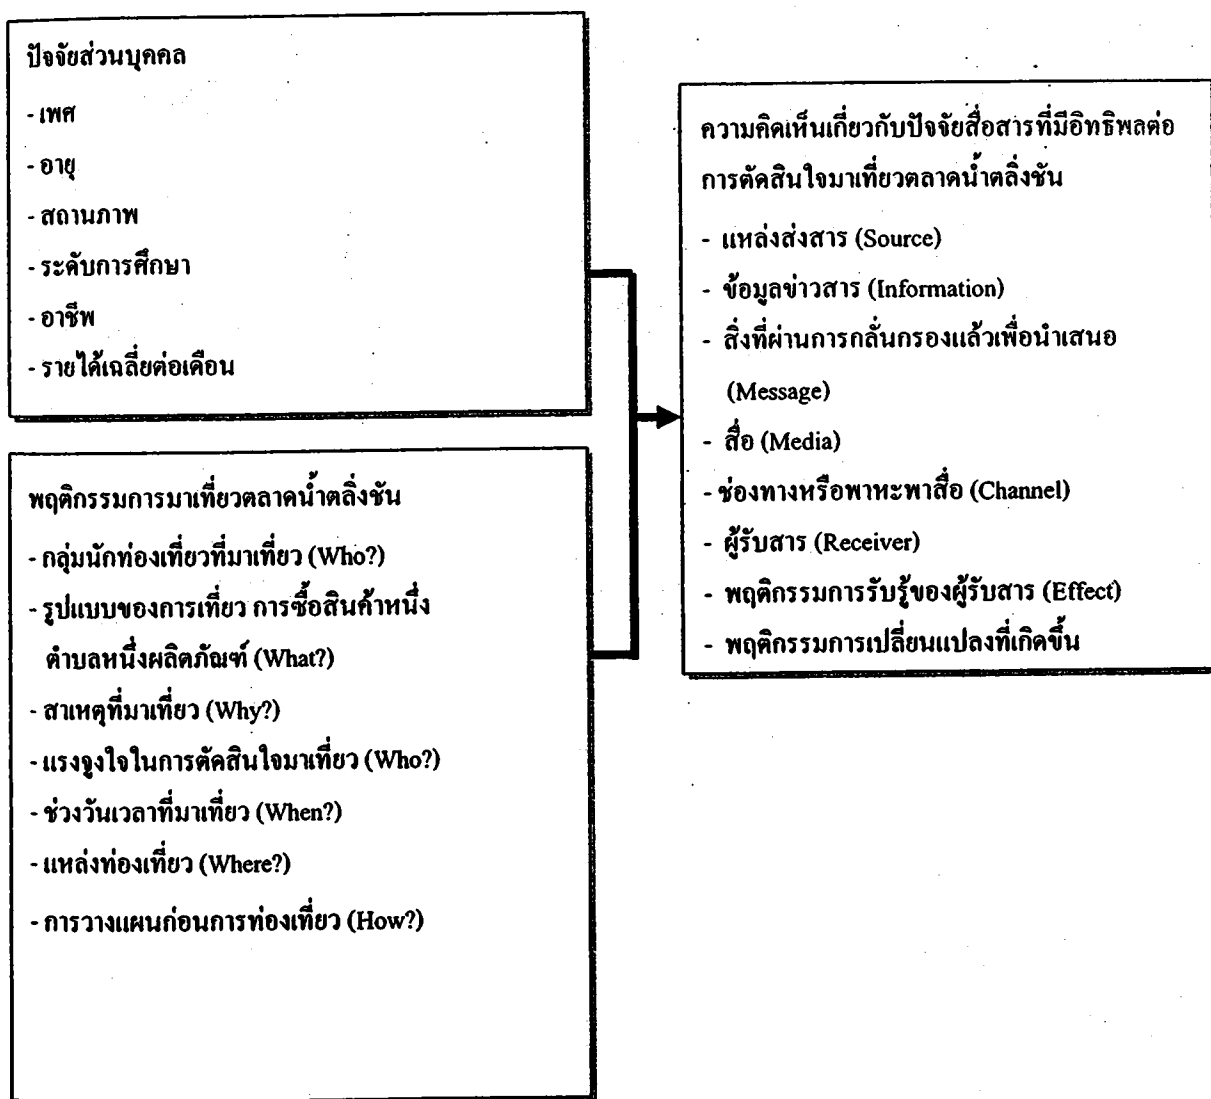 ปัจจัยส่วนบุคคล
- เพศ
- อายุ
- สถานภาพ
- ระดับการศึกษา
- อาชีพ
- รายได้เฉลี่ยต่อเดือน
พฤติกรรมการมาเที่ยวตลาดน้ำตลิ่งชัน
- กลุ่มนักท่องเที่ยวที่มาเที่ยว (Who?)
- รูปแบบของการเที่ยว การซื้อสินค้าหนึ่ง
ตำบลหนึ่งผลิตภัณฑ์ (What?)
- สาเหตุที่มาเที่ยว (Why?)
- แรงจูงใจในการตัดสินใจมาเที่ยว (Who?)
- ช่วงวันเวลาที่มาเที่ยว (When?)
- แหล่งท่องเที่ยว (Where?)
- การวางแผนก่อนการท่องเที่ยว (How?)
ความคิดเห็นเกี่ยวกับปัจจัยสื่อสารที่มีอิทธิพลต่อ
การตัดสินใจมาเที่ยวตลาดน้ำตลิ่งชัน
- แหล่งส่งสาร (Source)
- ข้อมูลข่าวสาร (Information)
- สิ่งที่ผ่านการกลั่นกรองแล้วเพื่อนำเสนอ
(Message)
- สื่อ (Media)
- ช่องทางหรือพาหะพาสื่อ (Channel)
- ผู้รับสาร (Receiver)
- พฤติกรรมการรับรู้ของผู้รับสาร (Effect)
- พฤติกรรมการเปลี่ยนแปลงที่เกิดขึ้น